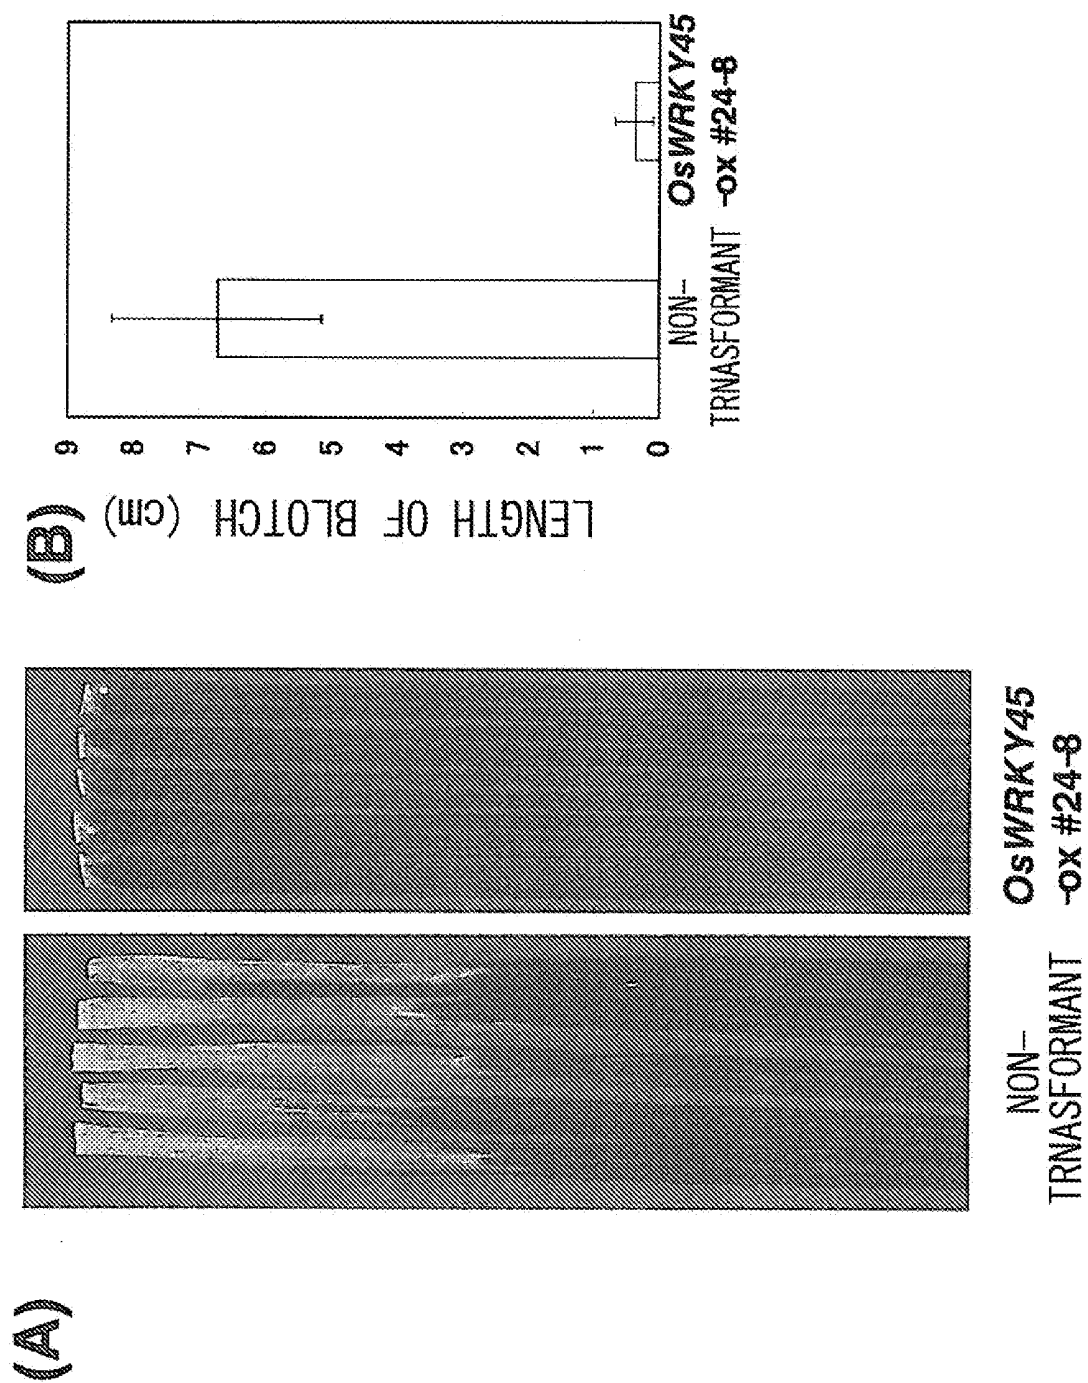 (A)
NON-
TRNASFORMANT
OsWRKY45
-ox #24-8
(B)
LENGTH OF BLOTCH (cm)
9
8
7
6
5
4
3
2
1
0
NON-
TRNASFORMANT
OsWRKY45
-ox #24-8